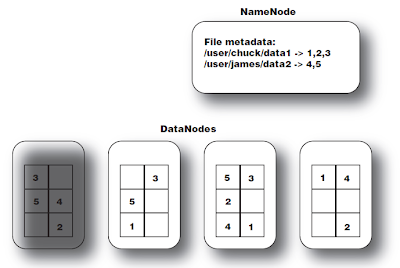 NameNode
File metadata:
/user/chuck/data1 -> 1,2,3
/user/james/data2 -> 4,5
DataNodes
3
5 4
2
3
5
1
5 3
2
4 1
1 4
2